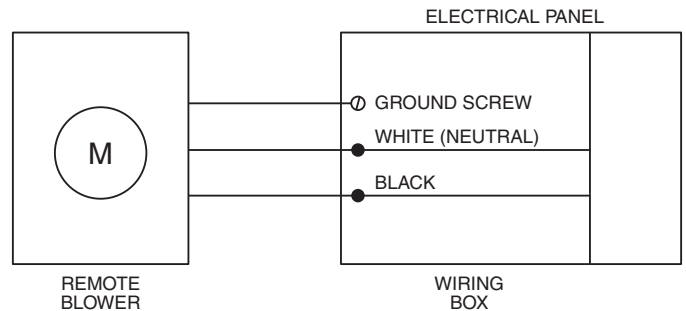 ELECTRICAL PANEL
GROUND SCREW
WHITE (NEUTRAL)
BLACK
M
REMOTE
BLOWER
WIRING
BOX